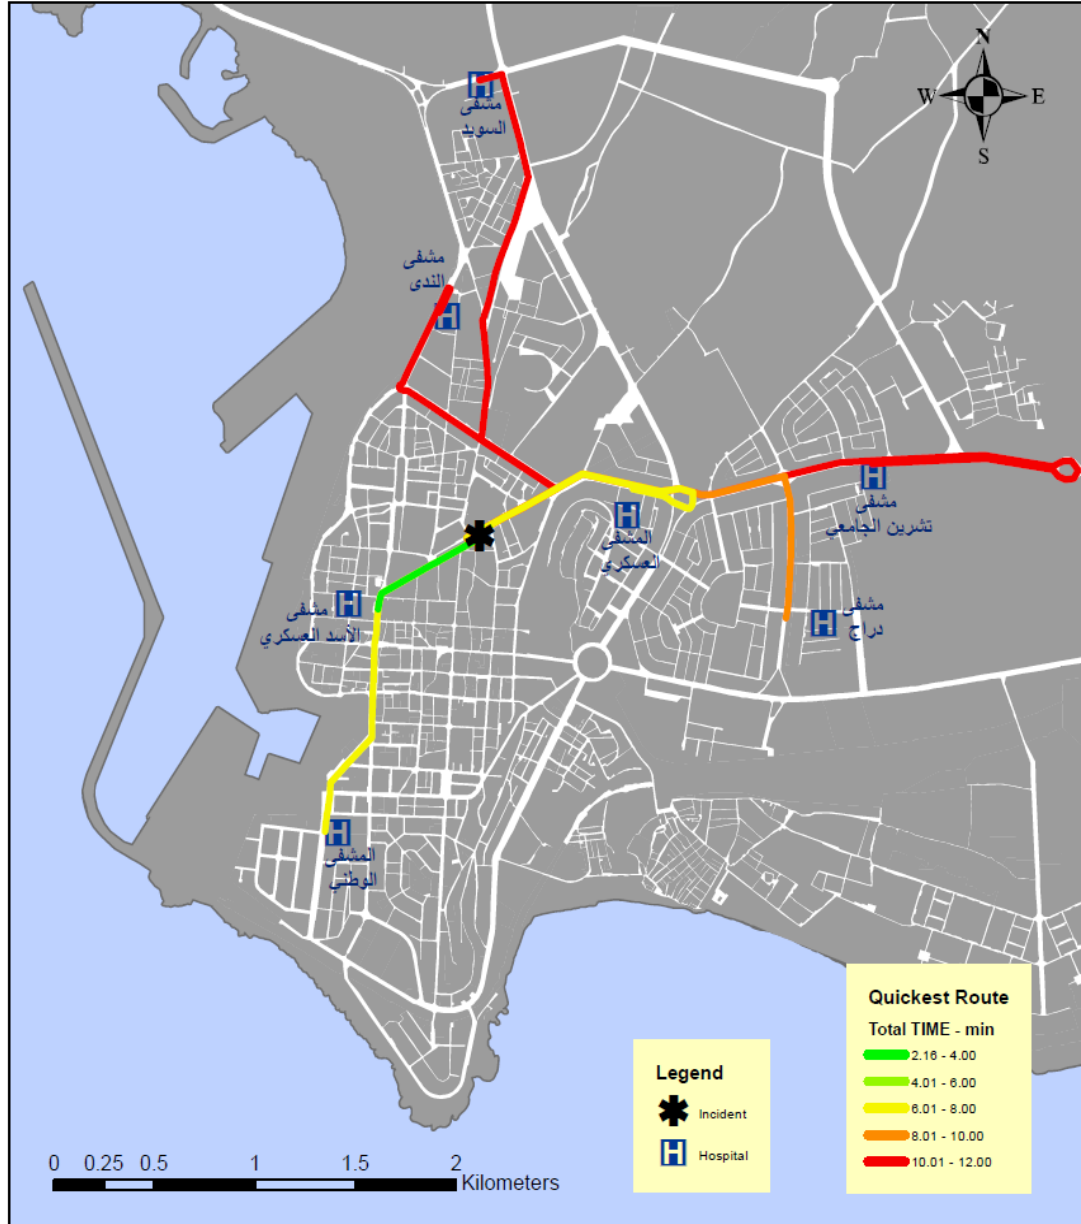 N
W E
S
مشفى
السويد
مشفى
الندى
المشفى
العسكري
مشفى
تشرين الجامعي
مشفى
دراج
مشفى
الأسد العسكري
المشفى
الوطني
Quickest Route
Total TIME - min
2.16 - 4.00
4.01 - 6.00
6.01 - 8.00
8.01 - 10.00
10.01 - 12.00
Legend
Incident
Hospital
0 0.25 0.5 1 1.5 2
Kilometers